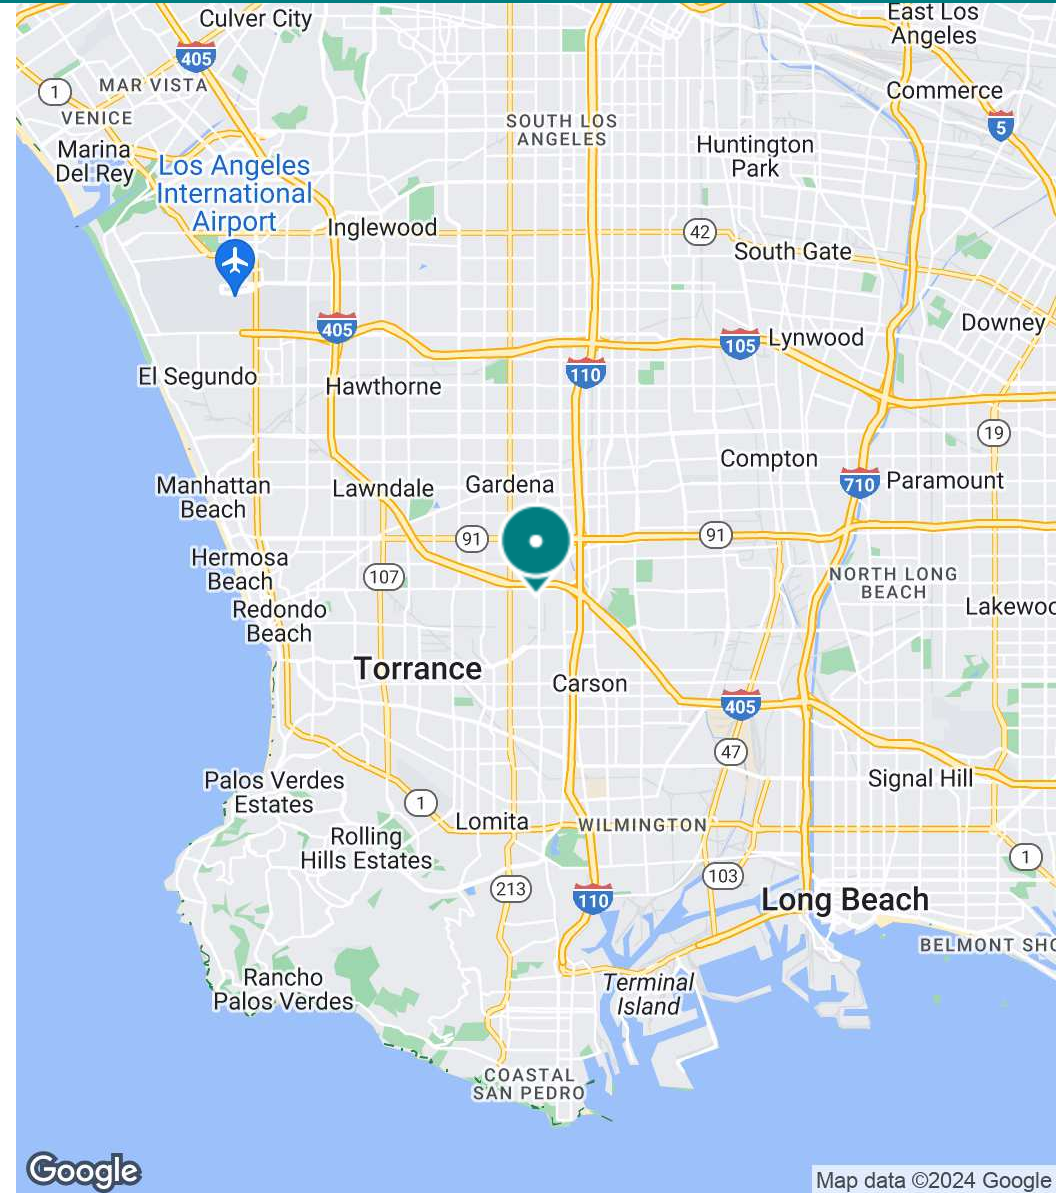 Culver City
East Los
Angeles
405
MAR VISTA
1
Commerce
VENICE
5
SOUTH LOS
ANGELES
Huntington
Park
Marina
Del Rey
Los Angeles
International
Airport
Inglewood
42
South Gate
405
Downey
105
Lynwood
El Segundo
Hawthorne
110
19
Compton
Manhattan
Beach
Lawndale
Gardena
710
Paramount
91
91
Hermosa
Beach
107
NORTH LONG
BEACH
Redondo
Beach
Lakewoo
Torrance
Carson
405
47
Palos Verdes
Estates
Signal Hill
1
Lomita
WILMINGTON
Rolling
Hills Estates
1
103
213
110
Long Beach
BELMONT SHO
Rancho
Palos Verdes
Terminal
Island
COASTAL
SAN PEDRO
Google
Map data ©2024 Google